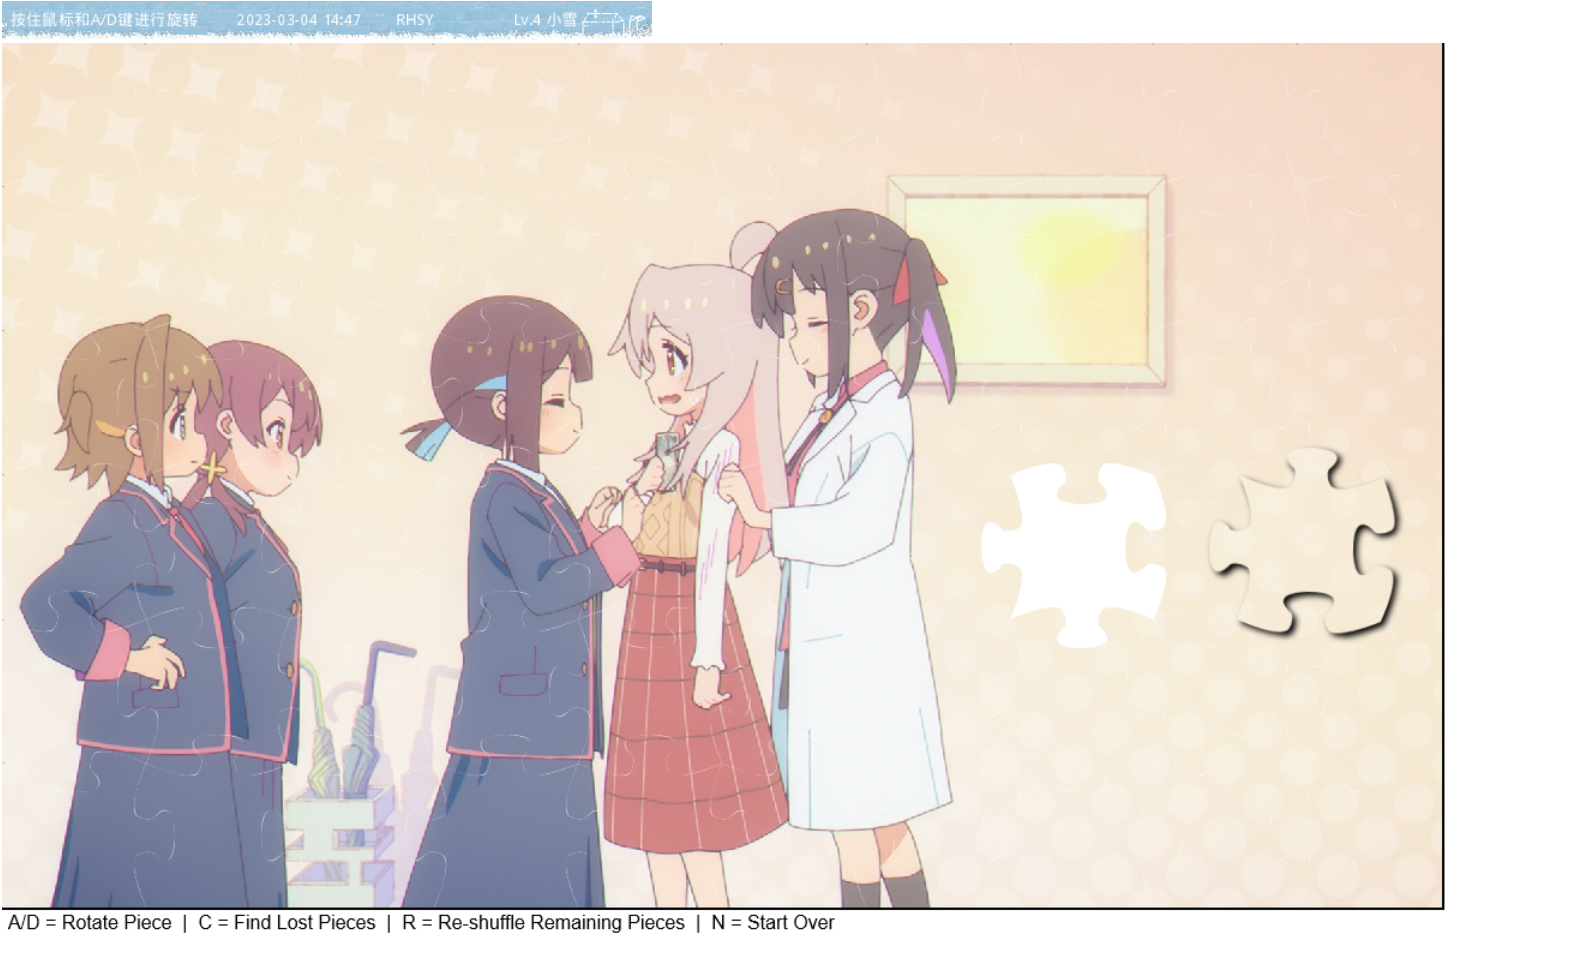 按住鼠标和A/D键进行旋转 2023-03-04 14:47 RHSY Lv.4 小雪
A/D = Rotate Piece | C = Find Lost Pieces | R = Re-shuffle Remaining Pieces | N = Start Over